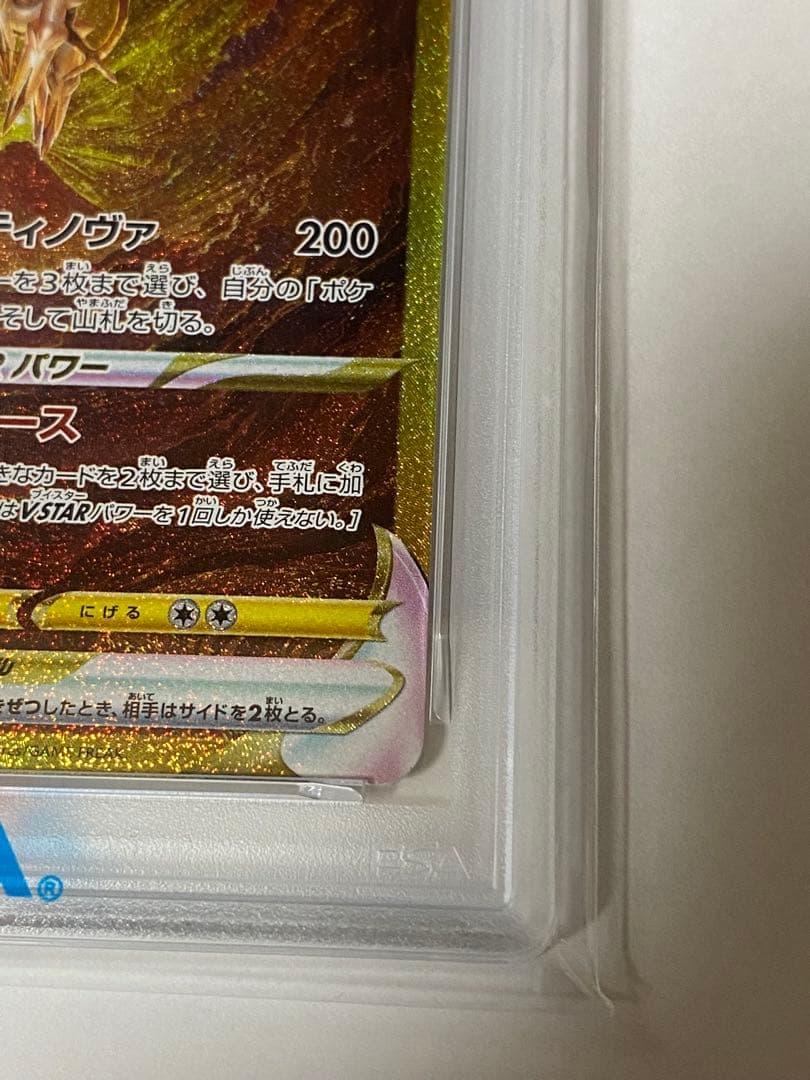 ティノヴァ 200
ーを3枚まで選び、自分の「ポケ
そして山札を切る。
パワー
ース
きなカードを2枚まで選び、手札に加
はVSTARパワーを1回しか使えない。]
にげる
きぜつしたとき、相手はサイドを2枚とる。
GAME FREAK
PSA
A®